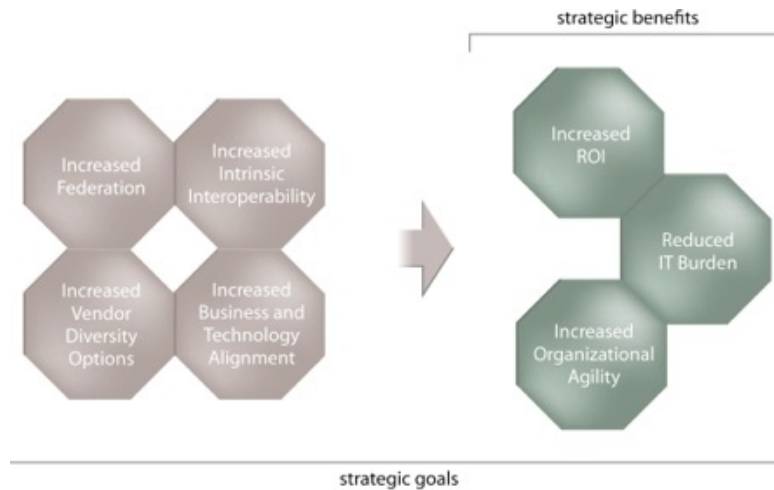 strategic benefits
Increased
Federation
Increased
Intrinsic
Interoperability
Increased
Vendor
Diversity
Options
Increased
Business and
Technology
Alignment
Increased
ROI
Reduced
IT Burden
Increased
Organizational
Agility
strategic goals